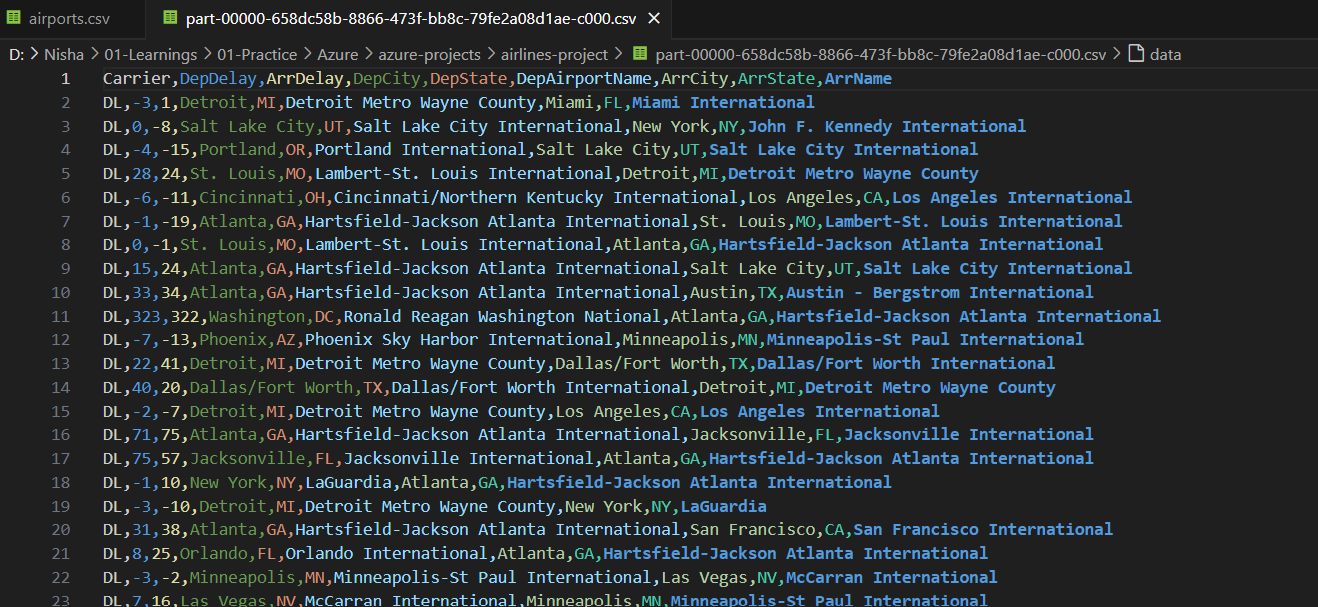 airports.csv part-00000-658dc58b-8866-473f-bb8c-79fe2a08d1ae-c000.csv
D: > Nisha > 01-Learnings > 01-Practice > Azure > azure-projects > airlines-project > part-00000-658dc58b-8866-473f-bb8c-79fe2a08d1ae-c000.csv > data
1 Carrier,DepDelay,ArrDelay,DepCity,DepState,DepAirportName,ArrCity,ArrState,ArrName
2 DL,-3,1,Detroit,MI,Detroit Metro Wayne County,Miami,FL,Miami International
3 DL,0,-8,Salt Lake City,UT,Salt Lake City International,New York,NY,John F. Kennedy International
4 DL,-4,-15,Portland,OR,Portland International,Salt Lake City,UT,Salt Lake City International
5 DL,28,24,St. Louis,MO,Lambert-St. Louis International,Detroit,MI,Detroit Metro Wayne County
6 DL,-6,-11,Cincinnati,OH,Cincinnati/Northern Kentucky International,Los Angeles,CA,Los Angeles International
7 DL,-1,-19,Atlanta,GA,Hartsfield-Jackson Atlanta International,St. Louis,MO,Lambert-St. Louis International
8 DL,0,-1,St. Louis,MO,Lambert-St. Louis International,Atlanta,GA,Hartsfield-Jackson Atlanta International
9 DL,15,24,Atlanta,GA,Hartsfield-Jackson Atlanta International,Salt Lake City,UT,Salt Lake City International
10 DL,33,34,Atlanta,GA,Hartsfield-Jackson Atlanta International,Austin,TX,Austin - Bergstrom International
11 DL,323,322,Washington,DC,Ronald Reagan Washington National,Atlanta,GA,Hartsfield-Jackson Atlanta International
12 DL,-7,-13,Phoenix,AZ,Phoenix Sky Harbor International,Minneapolis,MN,Minneapolis-St Paul International
13 DL,22,41,Detroit,MI,Detroit Metro Wayne County,Dallas/Fort Worth,TX,Dallas/Fort Worth International
14 DL,40,20,Dallas/Fort Worth,TX,Dallas/Fort Worth International,Detroit,MI,Detroit Metro Wayne County
15 DL,-2,-7,Detroit,MI,Detroit Metro Wayne County,Los Angeles,CA,Los Angeles International
16 DL,71,75,Atlanta,GA,Hartsfield-Jackson Atlanta International,Jacksonville,FL,Jacksonville International
17 DL,75,57,Jacksonville,FL,Jacksonville International,Atlanta,GA,Hartsfield-Jackson Atlanta International
18 DL,-1,10,New York,NY,LaGuardia,Atlanta,GA,Hartsfield-Jackson Atlanta International
19 DL,-3,-10,Detroit,MI,Detroit Metro Wayne County,New York,NY,LaGuardia
20 DL,31,38,Atlanta,GA,Hartsfield-Jackson Atlanta International,San Francisco,CA,San Francisco International
21 DL,8,25,Orlando,FL,Orlando International,Atlanta,GA,Hartsfield-Jackson Atlanta International
22 DL,-3,-2,Minneapolis,MN,Minneapolis-St Paul International,Las Vegas,NV,McCarran International
23 DL,7,16,Las Vegas,NV,McCarran International,Minneapolis,MN,Minneapolis-St Paul International